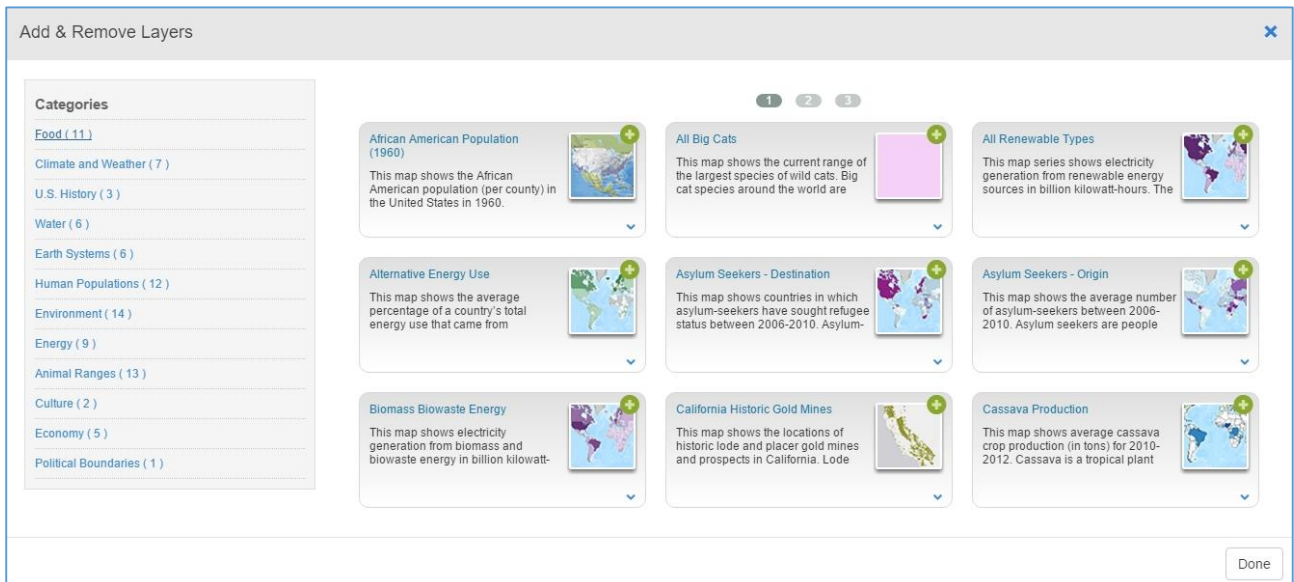 Add & Remove Layers
Categories
Food ( 11 )
Climate and Weather ( 7 )
U.S. History ( 3 )
Water ( 6 )
Earth Systems ( 6 )
Human Populations ( 12 )
Environment ( 14 )
Energy ( 9 )
Animal Ranges ( 13 )
Culture ( 2 )
Economy ( 5 )
Political Boundaries ( 1 )
1 2 3
African American Population
(1960)
This map shows the African
American population (per county) in
the United States in 1960.
All Big Cats
This map shows the current range of
the largest species of wild cats. Big
cat species around the world are
All Renewable Types
This map series shows electricity
generation from renewable energy
sources in billion kilowatt-hours. The
Alternative Energy Use
This map shows the average
percentage of a country's total
energy use that came from
Asylum Seekers - Destination
This map shows countries in which
asylum-seekers have sought refugee
status between 2006-2010. Asylum-
Asylum Seekers - Origin
This map shows the average number
of asylum-seekers between 2006-
2010. Asylum seekers are people
Biomass Biowaste Energy
This map shows electricity
generation from biomass and
biowaste energy in billion kilowatt-
California Historic Gold Mines
This map shows the locations of
historic lode and placer gold mines
and prospects in California. Lode
Cassava Production
This map shows average cassava
crop production (in tons) for 2010-
2012. Cassava is a tropical plant
Done